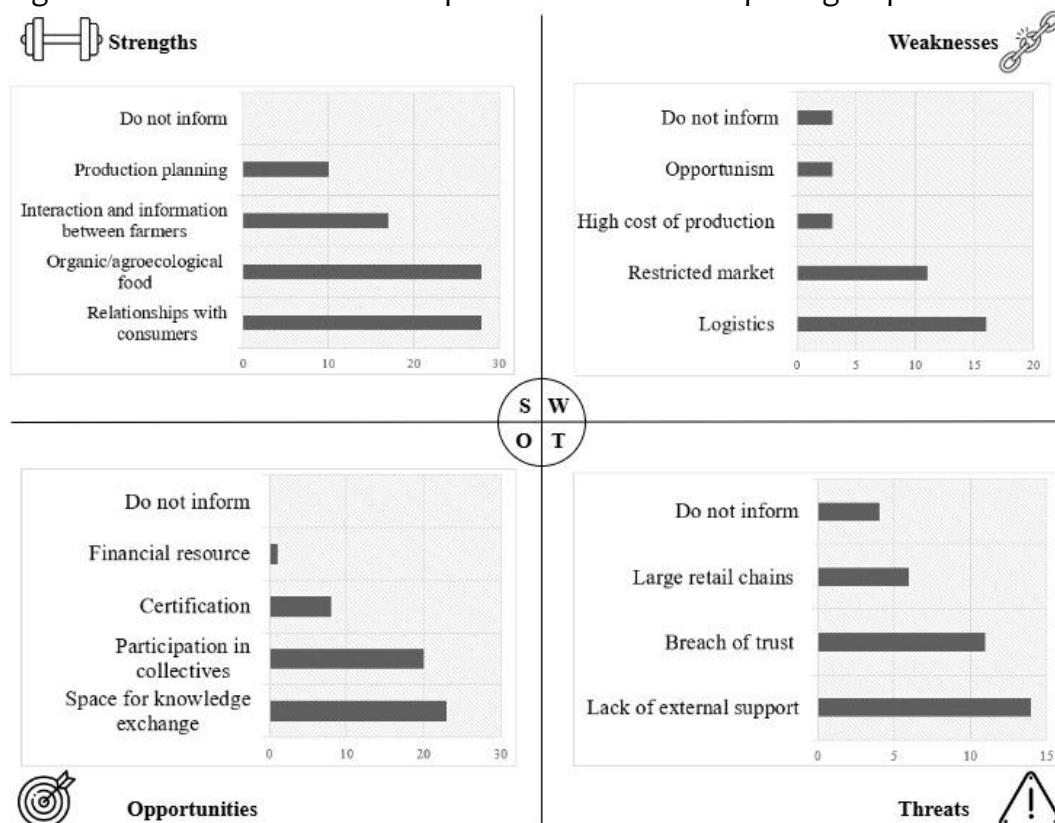 Strengths
Weaknesses
Do not inform
Production planning
Interaction and information
between farmers
Organic/agroecological
food
Relationships with
consumers
0 10 20 30
Do not inform
Opportunism
High cost of production
Restricted market
Logistics
0 5 10 15 20
S W
O T
Do not inform
Financial resource
Certification
Participation in
collectives
Space for knowledge
exchange
0 10 20 30
Do not inform
Large retail chains
Breach of trust
Lack of external support
0 5 10 15
Opportunities
Threats